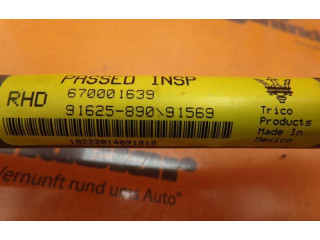 PASSED INSP
RHD 670001639
91625-890\91569
Trico
Products
Made In
Mexico
Vernunft rund ums Auto"